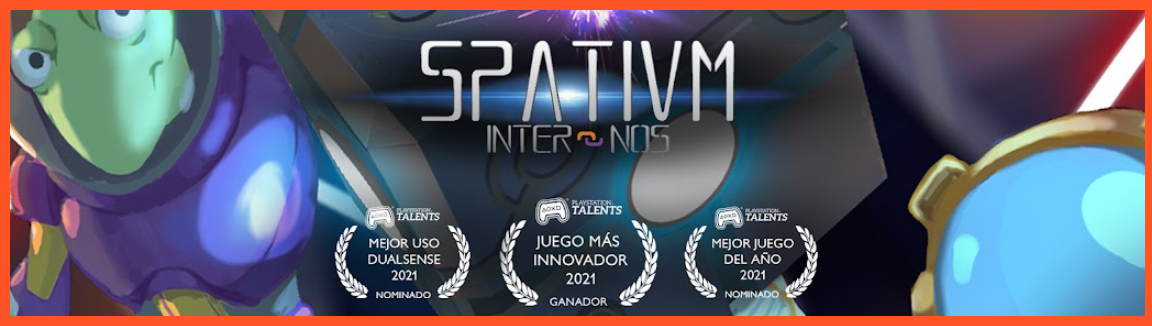 SPATIVM
INTER NOS
PLAYSTATION
TALENTS
MEJOR USO
DUALSENSE
2021
NOMINADO
PLAYSTATION
TALENTS
JUEGO MÁS
INNOVADOR
2021
GANADOR
PLAYSTATION
TALENTS
MEJOR JUEGO
DEL AÑO
2021
NOMINADO